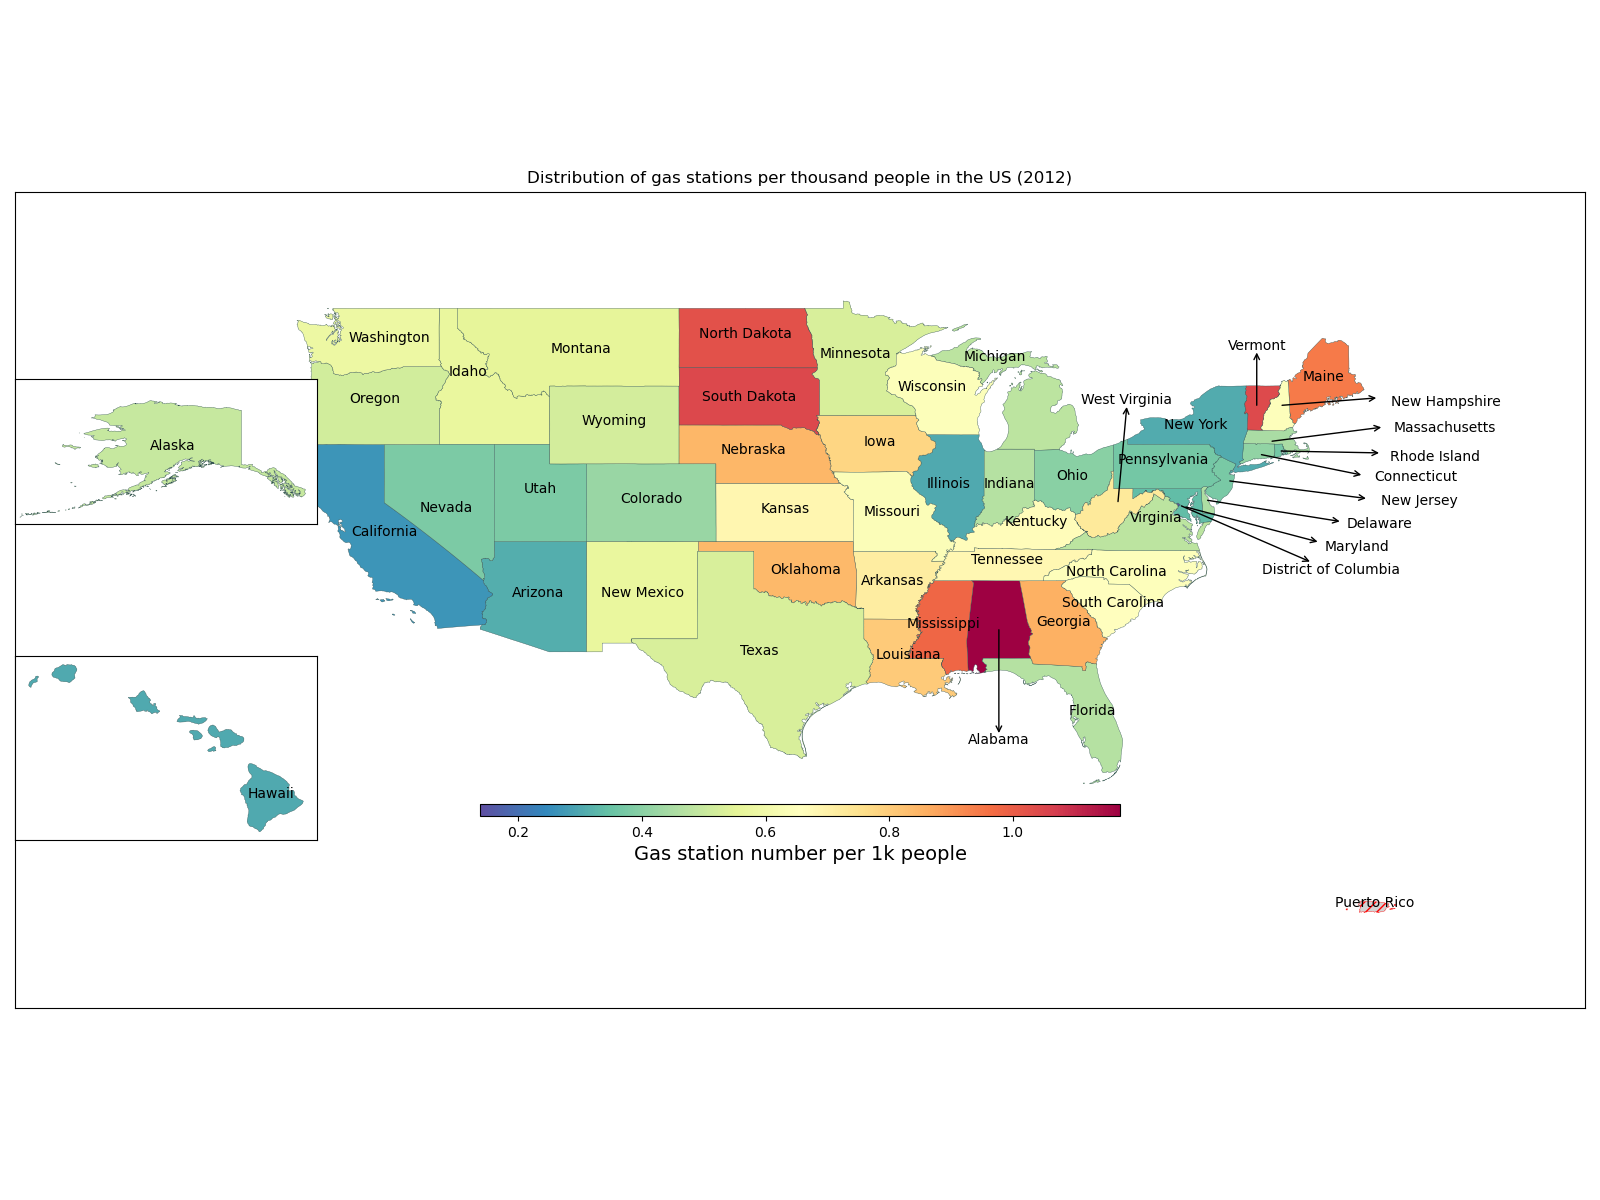 Distribution of gas stations per thousand people in the US (2012)
North Dakota
Washington
Vermont
Montana
Minnesota
Michigan
Idaho
Maine
Wisconsin
South Dakota
Oregon
West Virginia
New Hampshire
Wyoming
New York
Massachusetts
Iowa
Alaska
Nebraska
Rhode Island
Pennsylvania
Ohio
Connecticut
Illinois
Indiana
Utah
Colorado
New Jersey
Nevada
Kansas
Missouri
Virginia
Kentucky
Delaware
California
Maryland
Tennessee
Oklahoma
North Carolina
District of Columbia
Arkansas
Arizona
New Mexico
South Carolina
Mississippi
Georgia
Texas
Louisiana
Florida
Alabama
Hawaii
0.2 0.4 0.6 0.8 1.0
Gas station number per 1k people
Puerto Rico